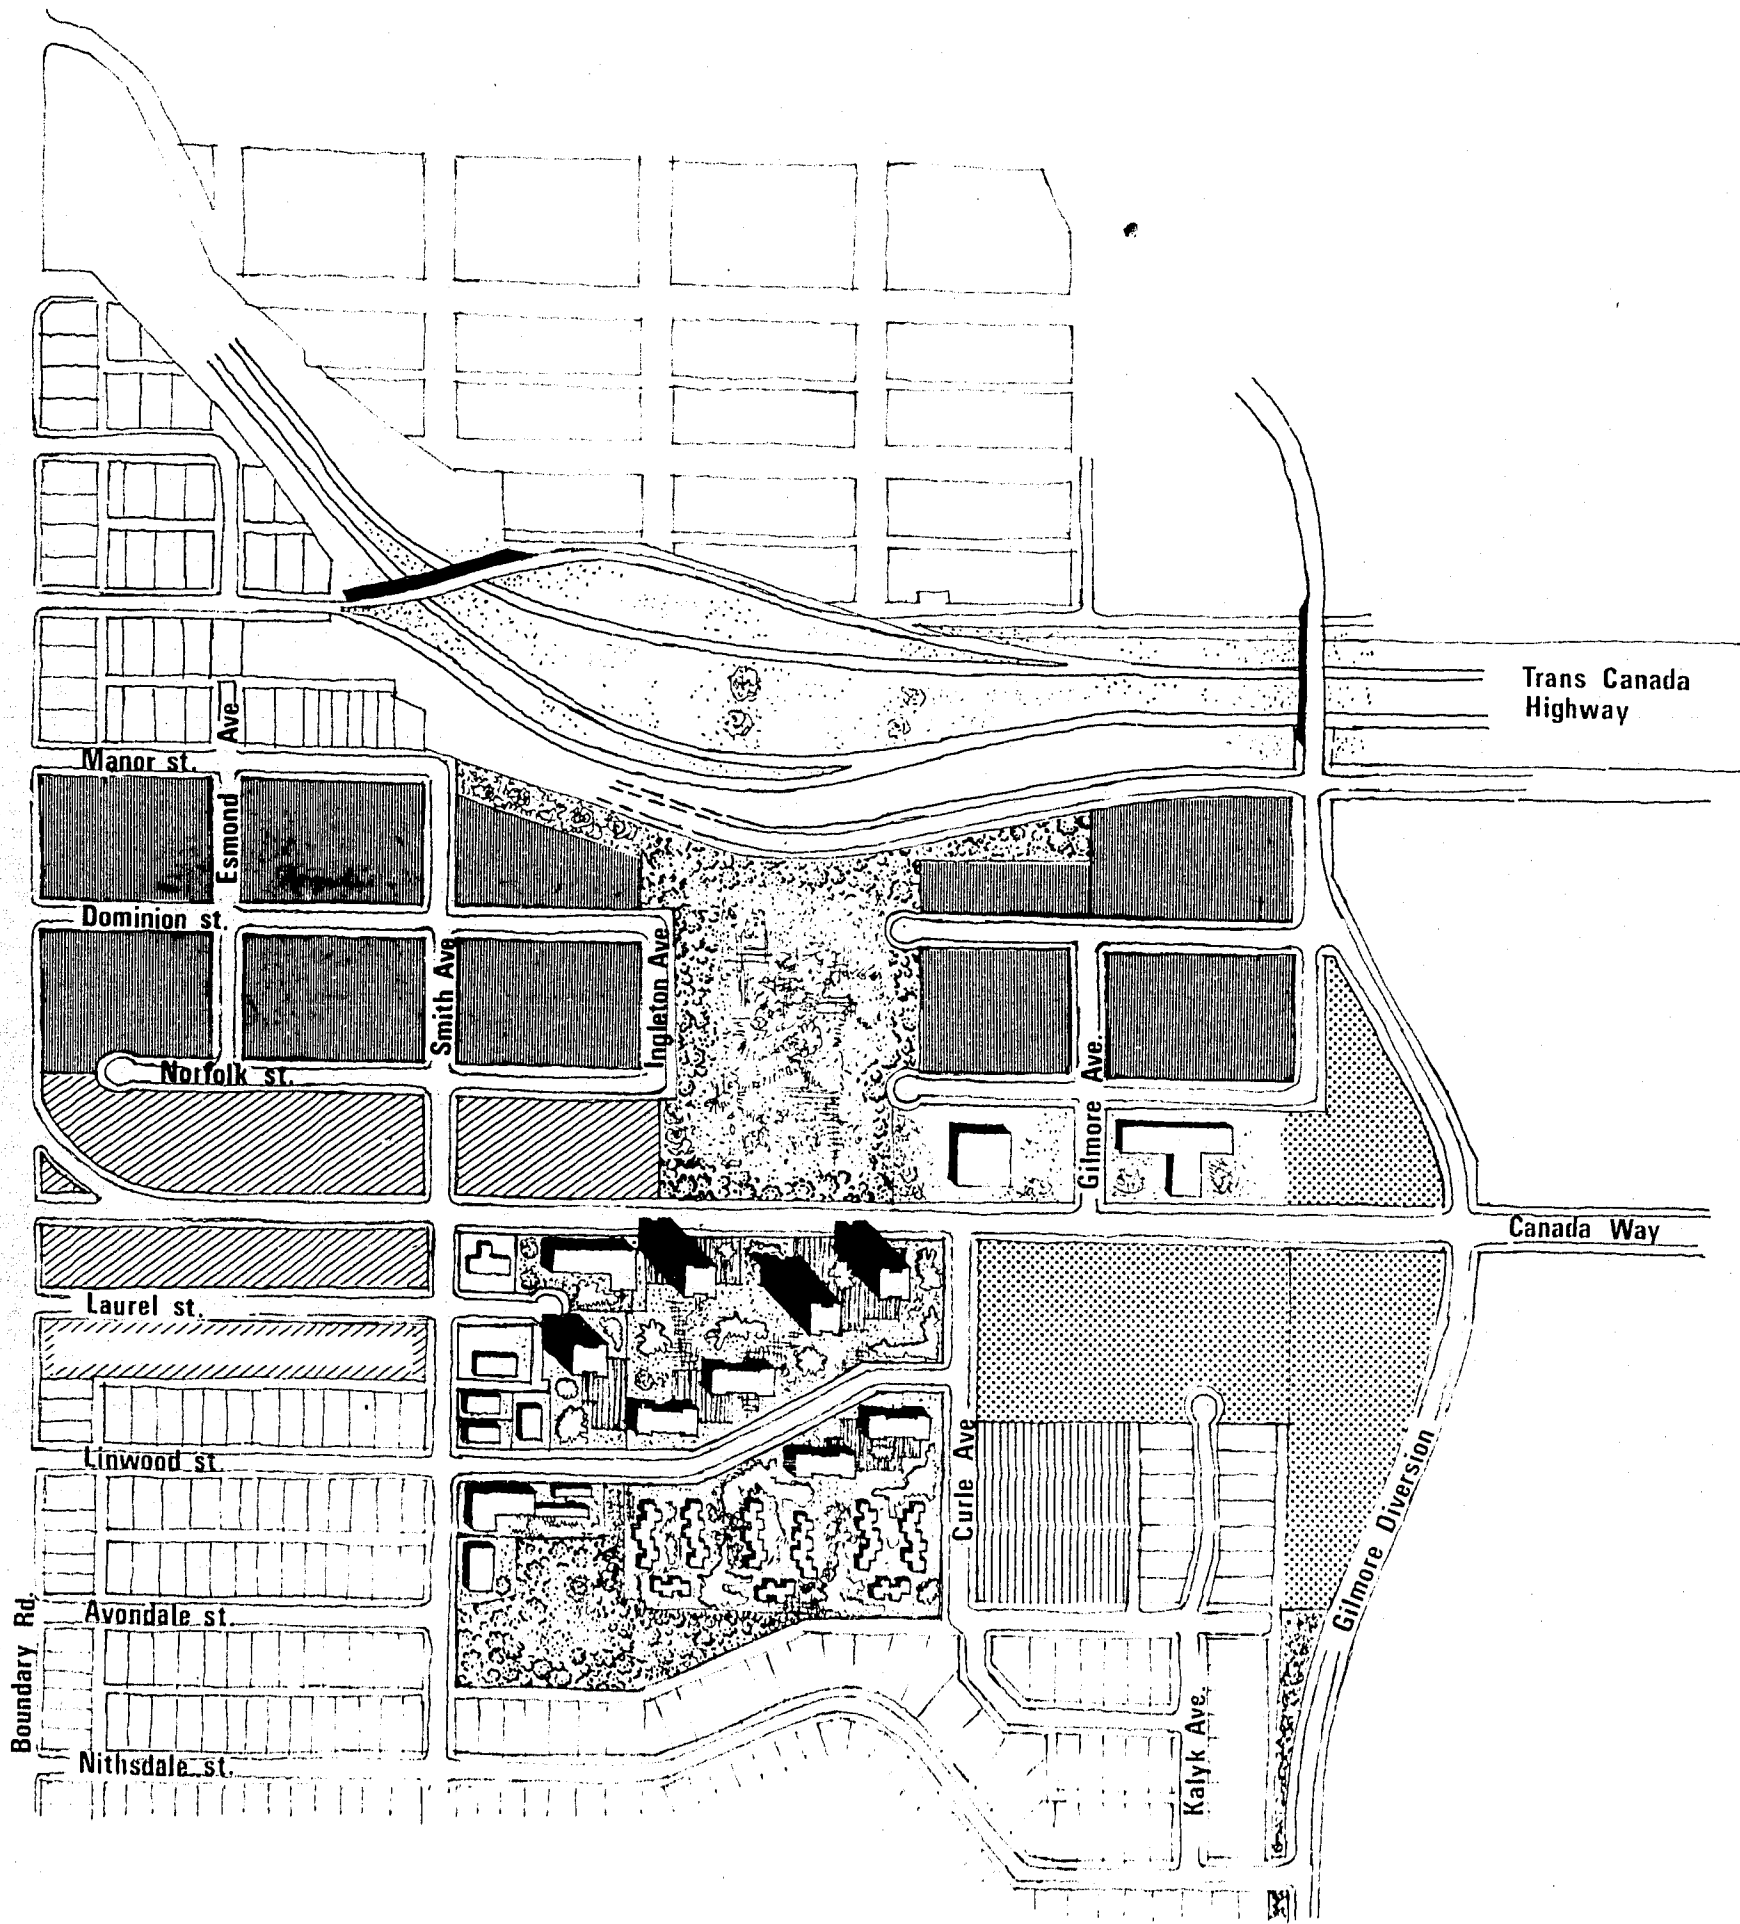 Trans Canada
Highway
Manor st.
Esmond Ave
Dominion st.
Smith Ave
Ingleton Ave.
Norfolk st.
Gilmore Ave.
Canada Way
Laurel st.
Linwood st.
Curle Ave
Gilmore Diversion
Avondale st.
Boundary Rd.
Nithsdale st.
Kalyk Ave.